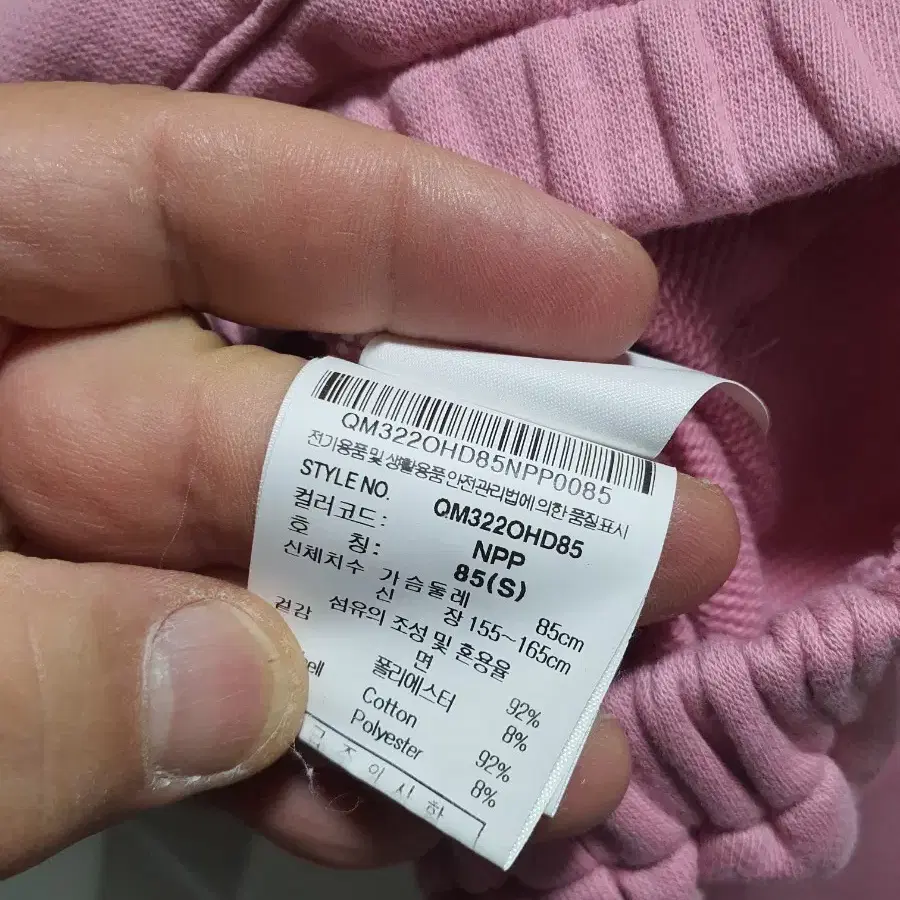 QM322OHD85NPP0085
전기용품 및 생활용품 안전관리법에 의한 품질표시
STYLE NO. QM322OHD85
컬러코드: NPP
호 칭: 85(S)
신체치수 가슴둘레 85cm
신 장 155~165cm
겉감 섬유의 조성 및 혼용율
면 92%
폴리에스터 8%
Cotton 92%
Polyester 8%